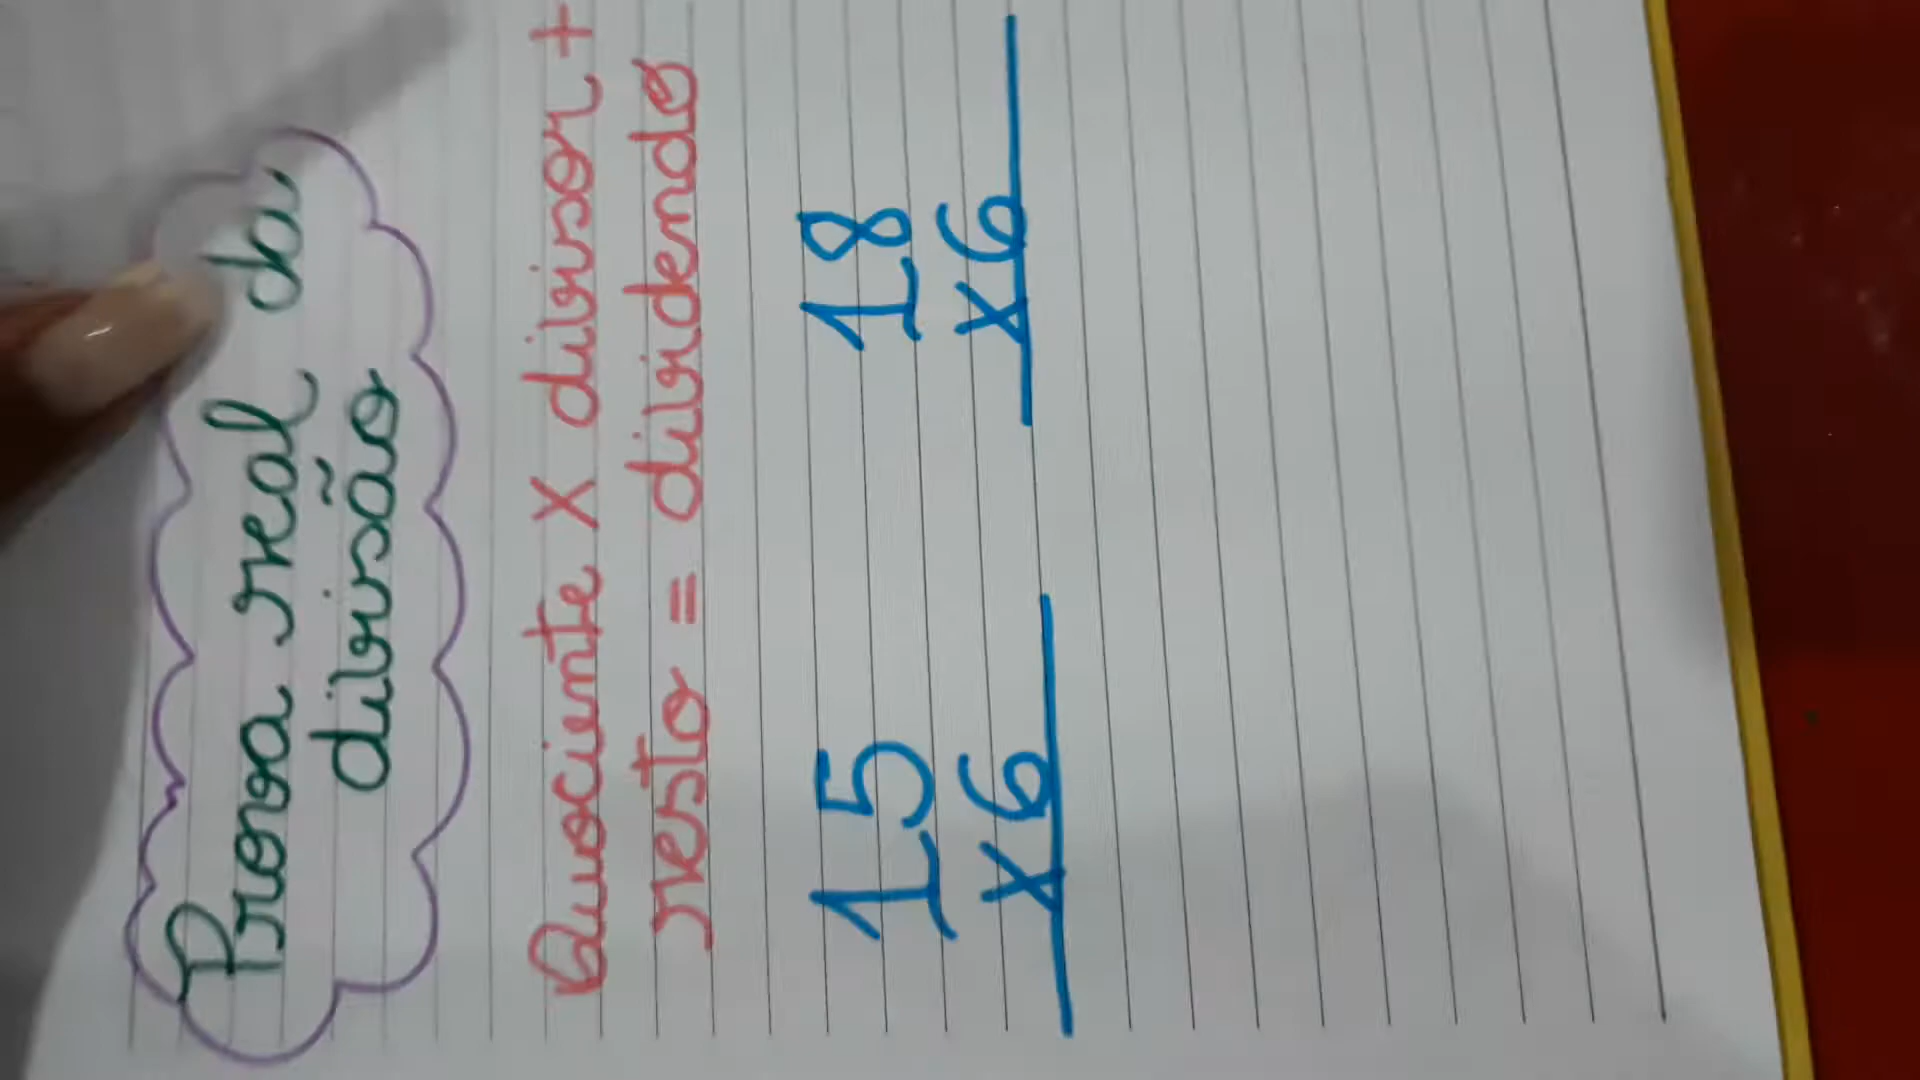 Prova real da
divisão
Quociente X divisor +
resto = dividendo
15 18
x6 x6